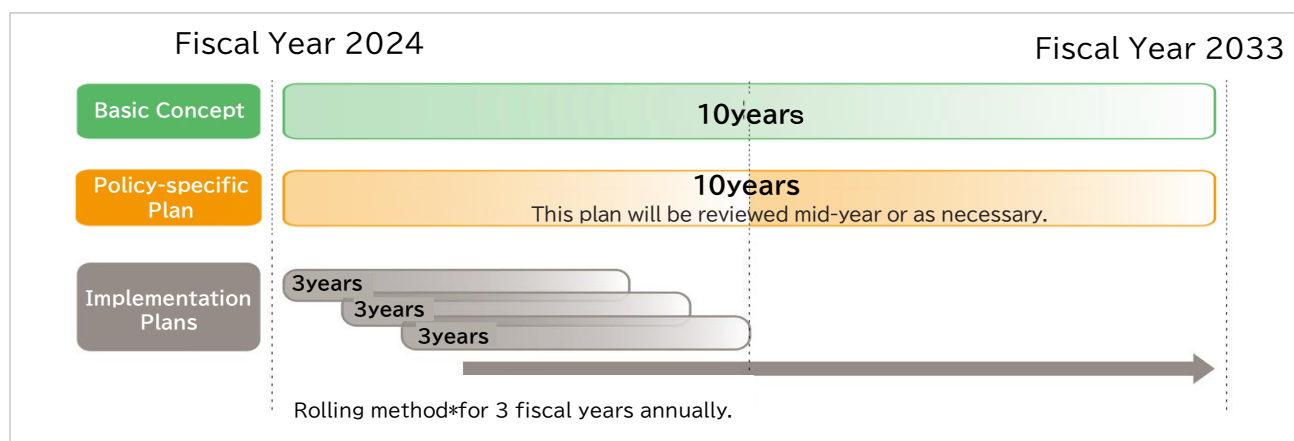 Fiscal Year 2024
Fiscal Year 2033
Basic Concept
10years
Policy-specific
Plan
10years
This plan will be reviewed mid-year or as necessary.
Implementation
Plans
3years
3years
3years
Rolling method*for 3 fiscal years annually.